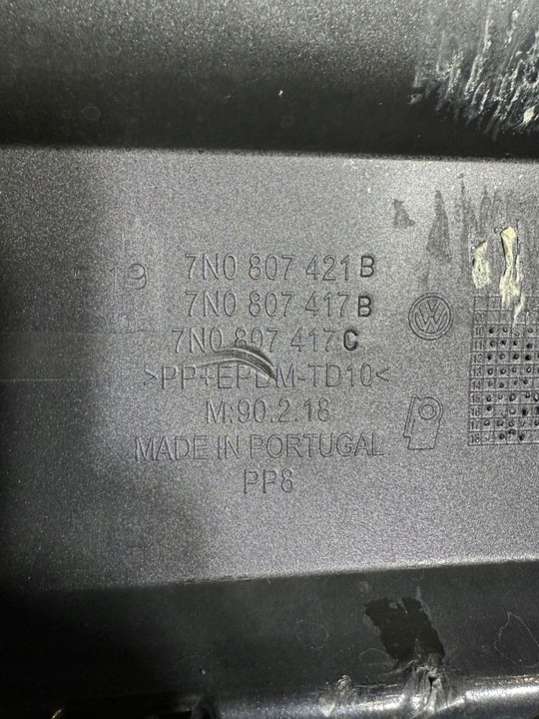 9
7N0 807 421 B
7N0 807 417 B
7N0 807 417 C
>PP+EPDM-TD10<
M:90.2.18
MADE IN PORTUGAL
PP8